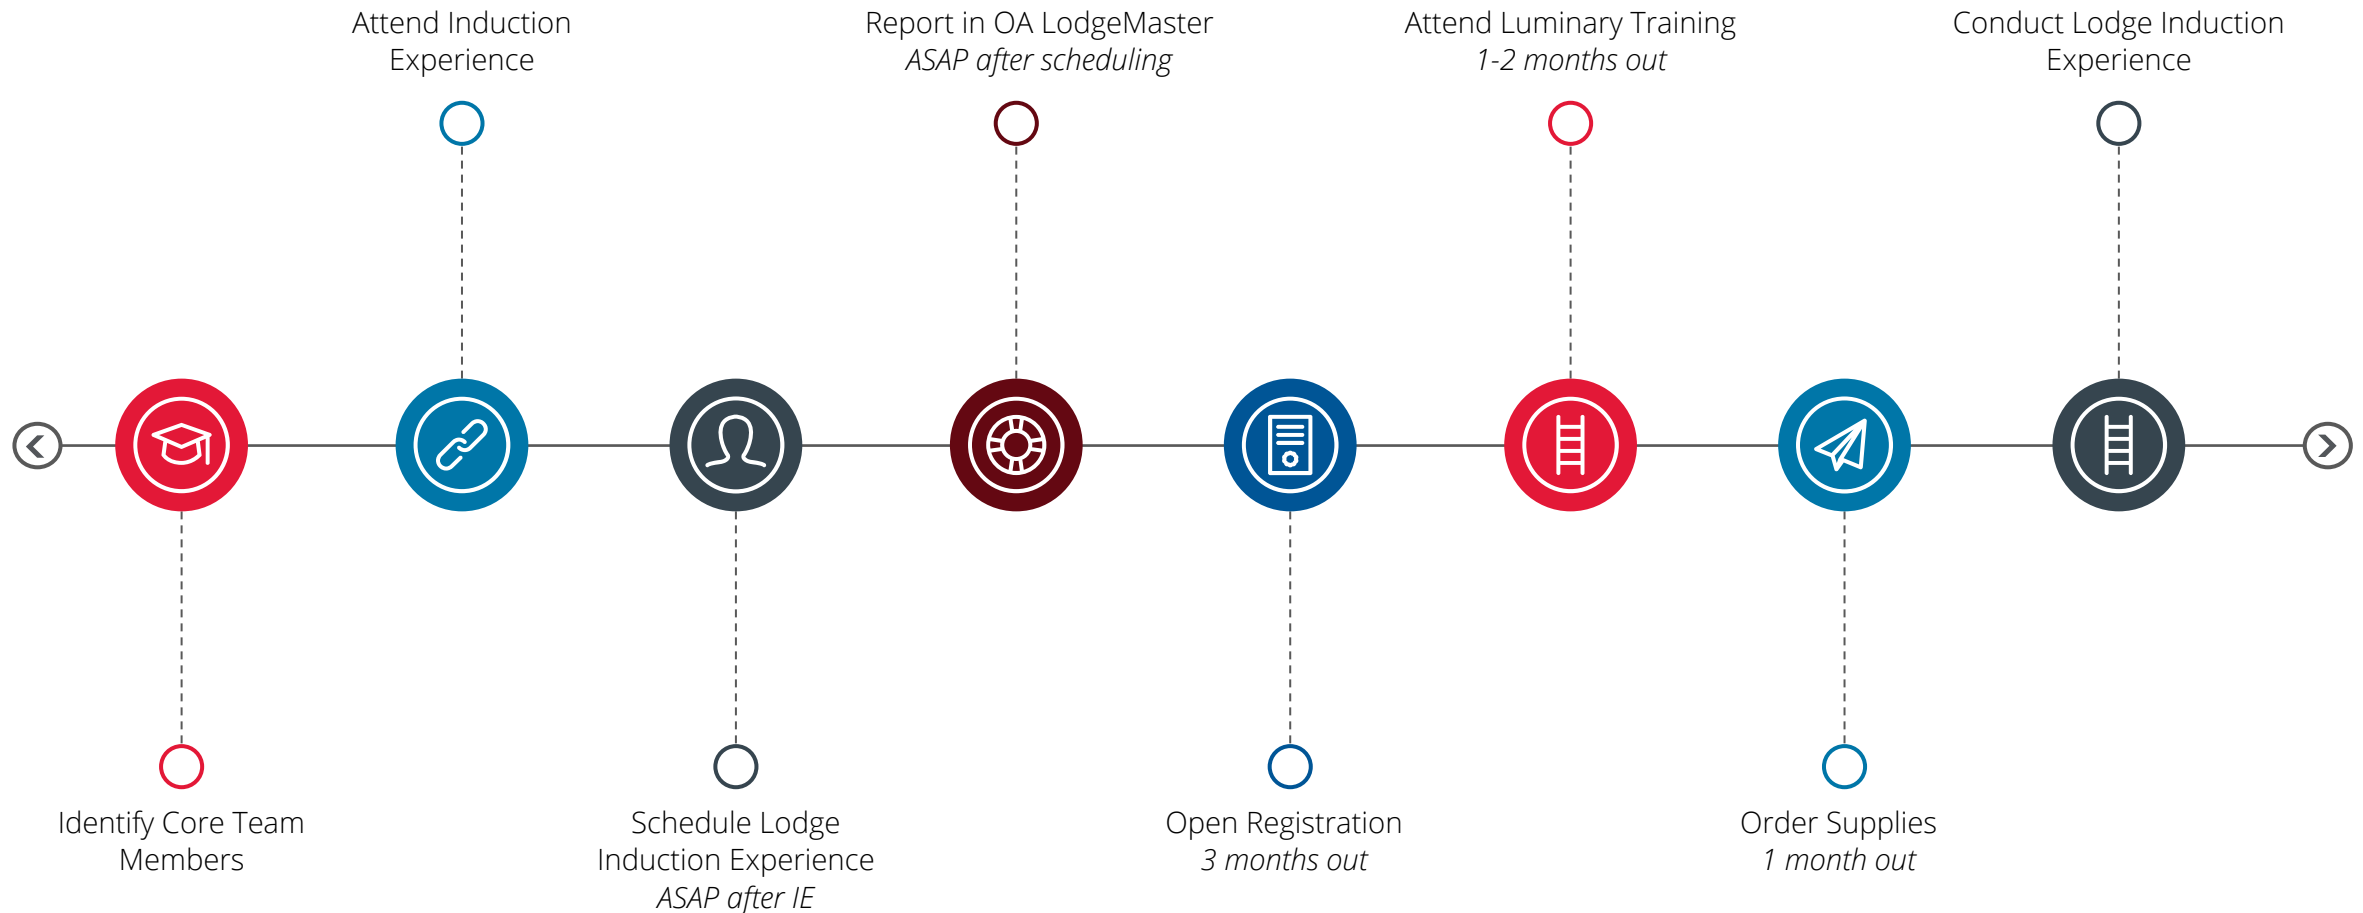 Attend Induction
Experience
Report in OA LodgeMaster
ASAP after scheduling
Attend Luminary Training
1-2 months out
Conduct Lodge Induction
Experience
Identify Core Team
Members
Schedule Lodge
Induction Experience
ASAP after IE
Open Registration
3 months out
Order Supplies
1 month out